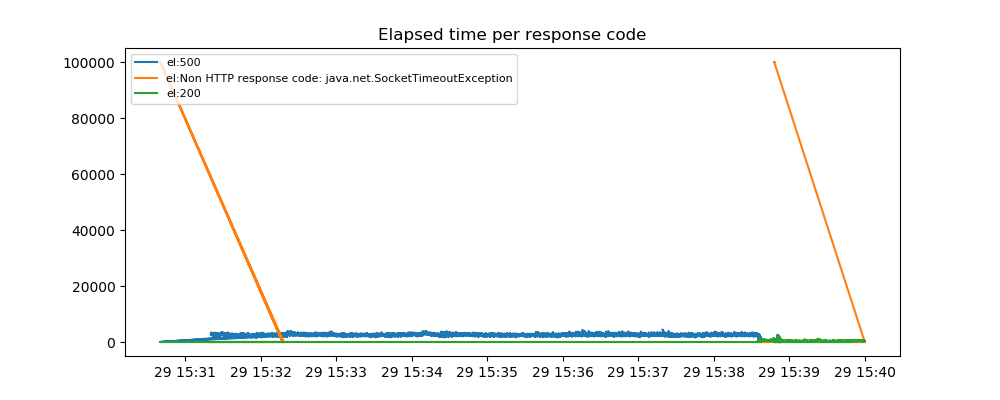 Elapsed time per response code
el:500
el:Non HTTP response code: java.net.SocketTimeoutException
el:200
100000
80000
60000
40000
20000
0
29 15:31 29 15:32 29 15:33 29 15:34 29 15:35 29 15:36 29 15:37 29 15:38 29 15:39 29 15:40